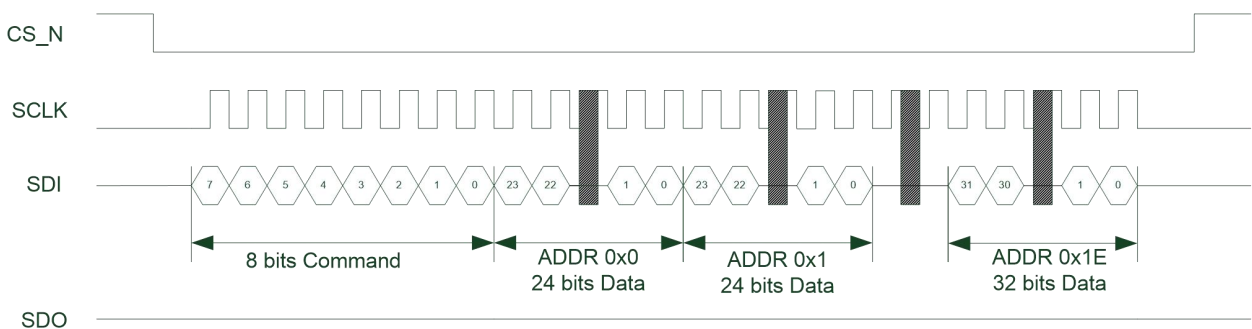 CS_N
SCLK
SDI
7 6 5 4 3 2 1 0 23 22 1 0 23 22 1 0 31 30 1 0
8 bits Command
ADDR 0x0
24 bits Data
ADDR 0x1
24 bits Data
ADDR 0x1E
32 bits Data
SDO